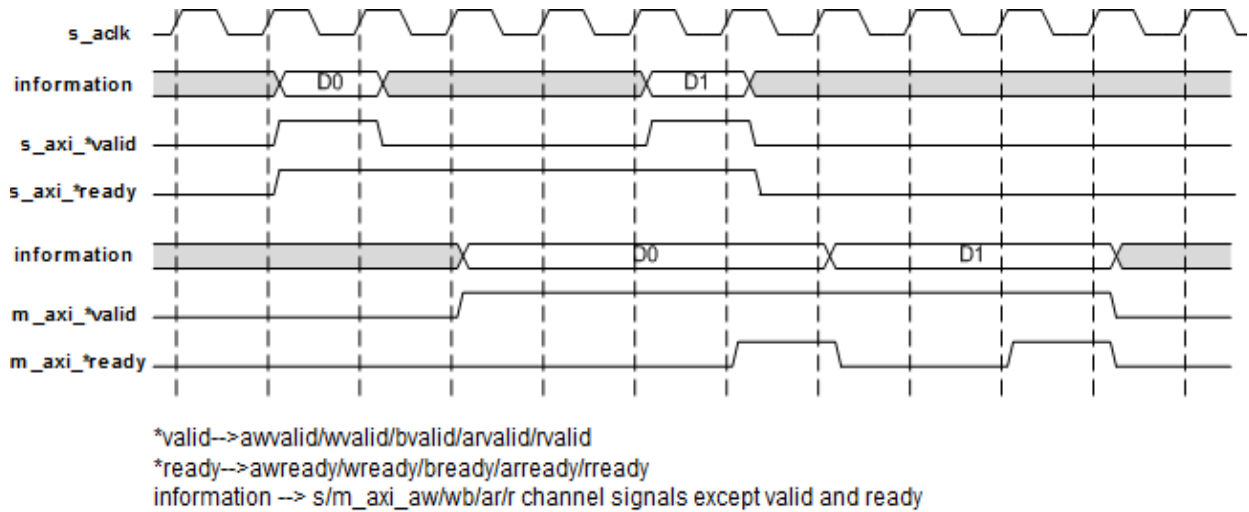 s_aclk
information D0 D1
s_axi_*valid
s_axi_*ready
information D0 D1
m_axi_*valid
m_axi_*ready
*valid-->awvalid/wvalid/bvalid/arvalid/rvalid
*ready-->awready/wready/bready/arready/rready
information --> s/m_axi_aw/wb/ar/r channel signals except valid and ready